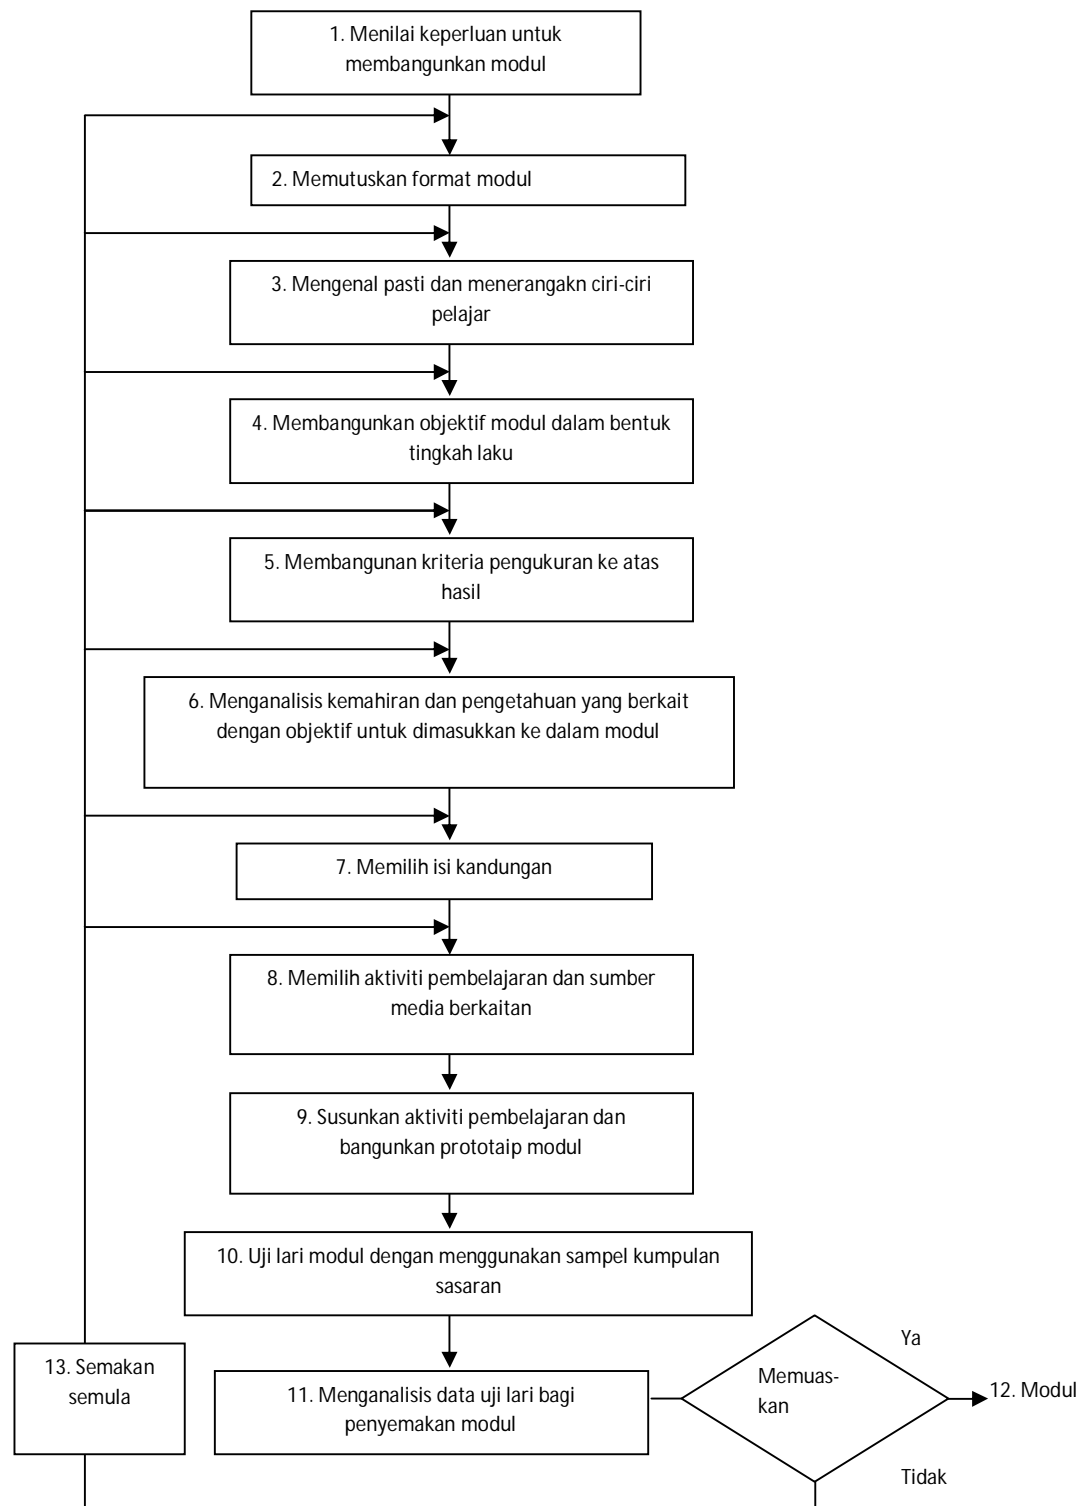 1. Menilai keperluan untuk
membangunkan modul
2. Memutuskan format modul
3. Mengenal pasti dan menerangakn ciri-ciri
pelajar
4. Membangunkan objektif modul dalam bentuk
tingkah laku
5. Membangunan kriteria pengukuran ke atas
hasil
6. Menganalisis kemahiran dan pengetahuan yang berkait
dengan objektif untuk dimasukkan ke dalam modul
7. Memilih isi kandungan
8. Memilih aktiviti pembelajaran dan sumber
media berkaitan
9. Susunkan aktiviti pembelajaran dan
bangunkan prototaip modul
10. Uji lari modul dengan menggunakan sampel kumpulan
sasaran
11. Menganalisis data uji lari bagi
penyemakan modul
Memuas-
kan
Ya
12. Modul
Tidak
13. Semakan
semula